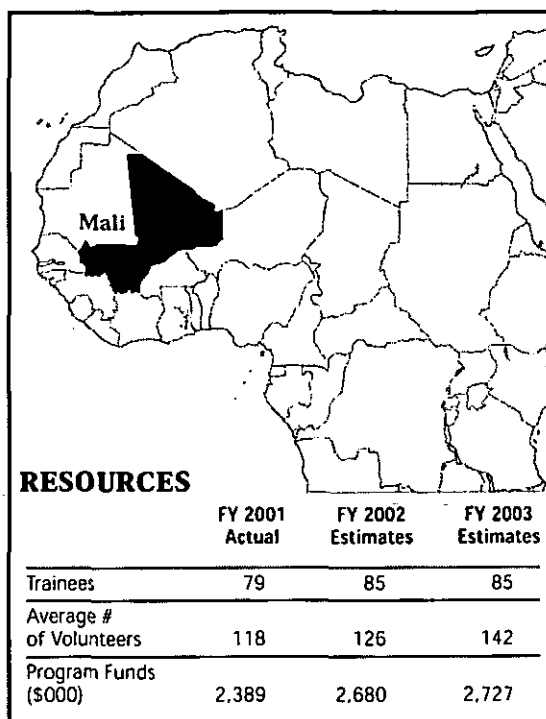 Mali
RESOURCES
FY 2001 FY 2002 FY 2003
Actual Estimates Estimates
Trainees 79 85 85
Average #
of Volunteers 118 126 142
Program Funds
($000) 2,389 2,680 2,727